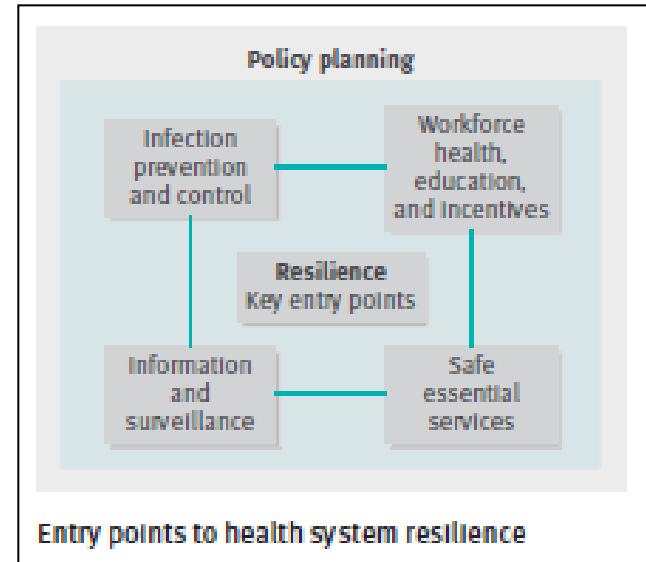 Policy planning
Infection
prevention
and control
Workforce
health,
education,
and incentives
Resilience
Key entry points
Information
and
surveillance
Safe
essential
services
Entry points to health system resilience